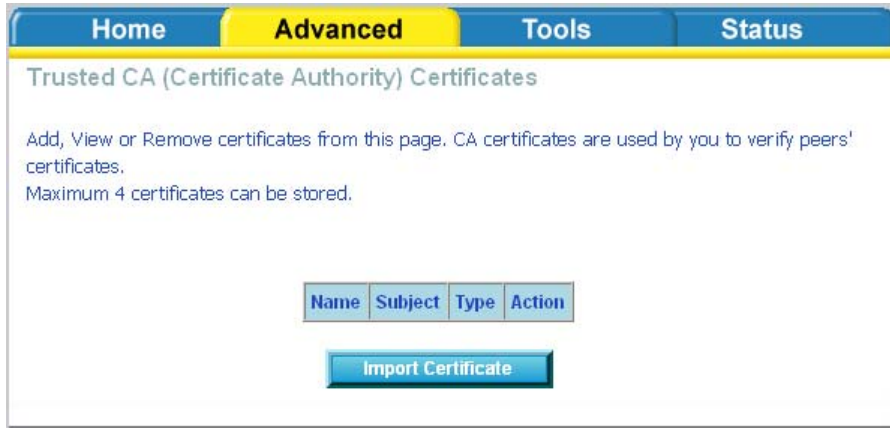 Home Advanced Tools Status
Trusted CA (Certificate Authority) Certificates
Add, View or Remove certificates from this page. CA certificates are used by you to verify peers'
certificates.
Maximum 4 certificates can be stored.
Name Subject Type Action
Import Certificate